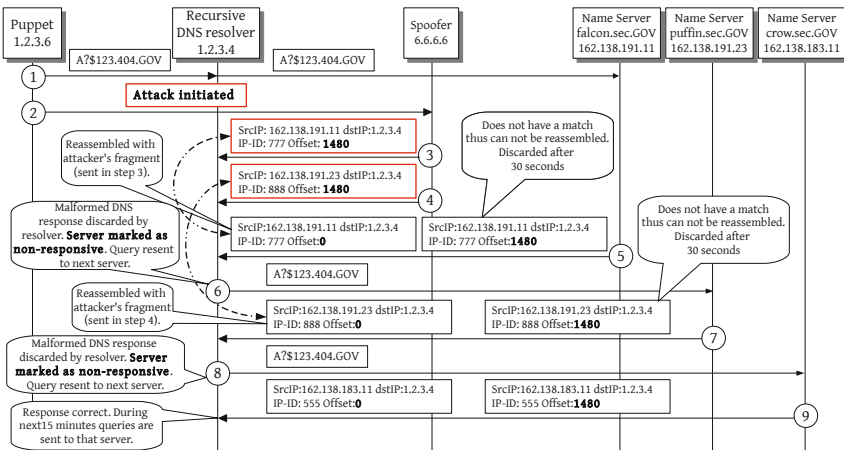 Puppet
1.2.3.6
Recursive
DNS resolver
1.2.3.4
Spoofer
6.6.6.6
Name Server
falcon.sec.GOV
162.138.191.11
Name Server
puffin.sec.GOV
162.138.191.23
Name Server
crow.sec.GOV
162.138.183.11
A?$123.404.GOV
A?$123.404.GOV
1
Attack initiated
2
SrcIP: 162.138.191.11 dstIP:1.2.3.4
IP-ID: 777 Offset: 1480
3
Does not have a match
thus can not be reassembled.
Discarded after
30 seconds
Reassembled with
attacker's fragment
(sent in step 3).
SrcIP: 162.138.191.23 dstIP:1.2.3.4
IP-ID: 888 Offset: 1480
4
Malformed DNS
response discarded by
resolver. Server marked as
non-responsive. Query resent
to next server.
SrcIP:162.138.191.11 dstIP:1.2.3.4
IP-ID: 777 Offset:0
SrcIP:162.138.191.11 dstIP:1.2.3.4
IP-ID: 777 Offset:1480
5
Does not have a match
thus can not be reassembled.
Discarded after
30 seconds
A?$123.404.GOV
6
Reassembled with
attacker's fragment
(sent in step 4).
SrcIP:162.138.191.23 dstIP:1.2.3.4
IP-ID: 888 Offset:0
SrcIP:162.138.191.23 dstIP:1.2.3.4
IP-ID: 888 Offset:1480
7
Malformed DNS response
discarded by resolver. Server
marked as non-responsive.
Query resent to next server.
A?$123.404.GOV
8
SrcIP:162.138.183.11 dstIP:1.2.3.4
IP-ID: 555 Offset:0
SrcIP:162.138.183.11 dstIP:1.2.3.4
IP-ID: 555 Offset:1480
9
Response correct. During
next15 minutes queries are
sent to that server.